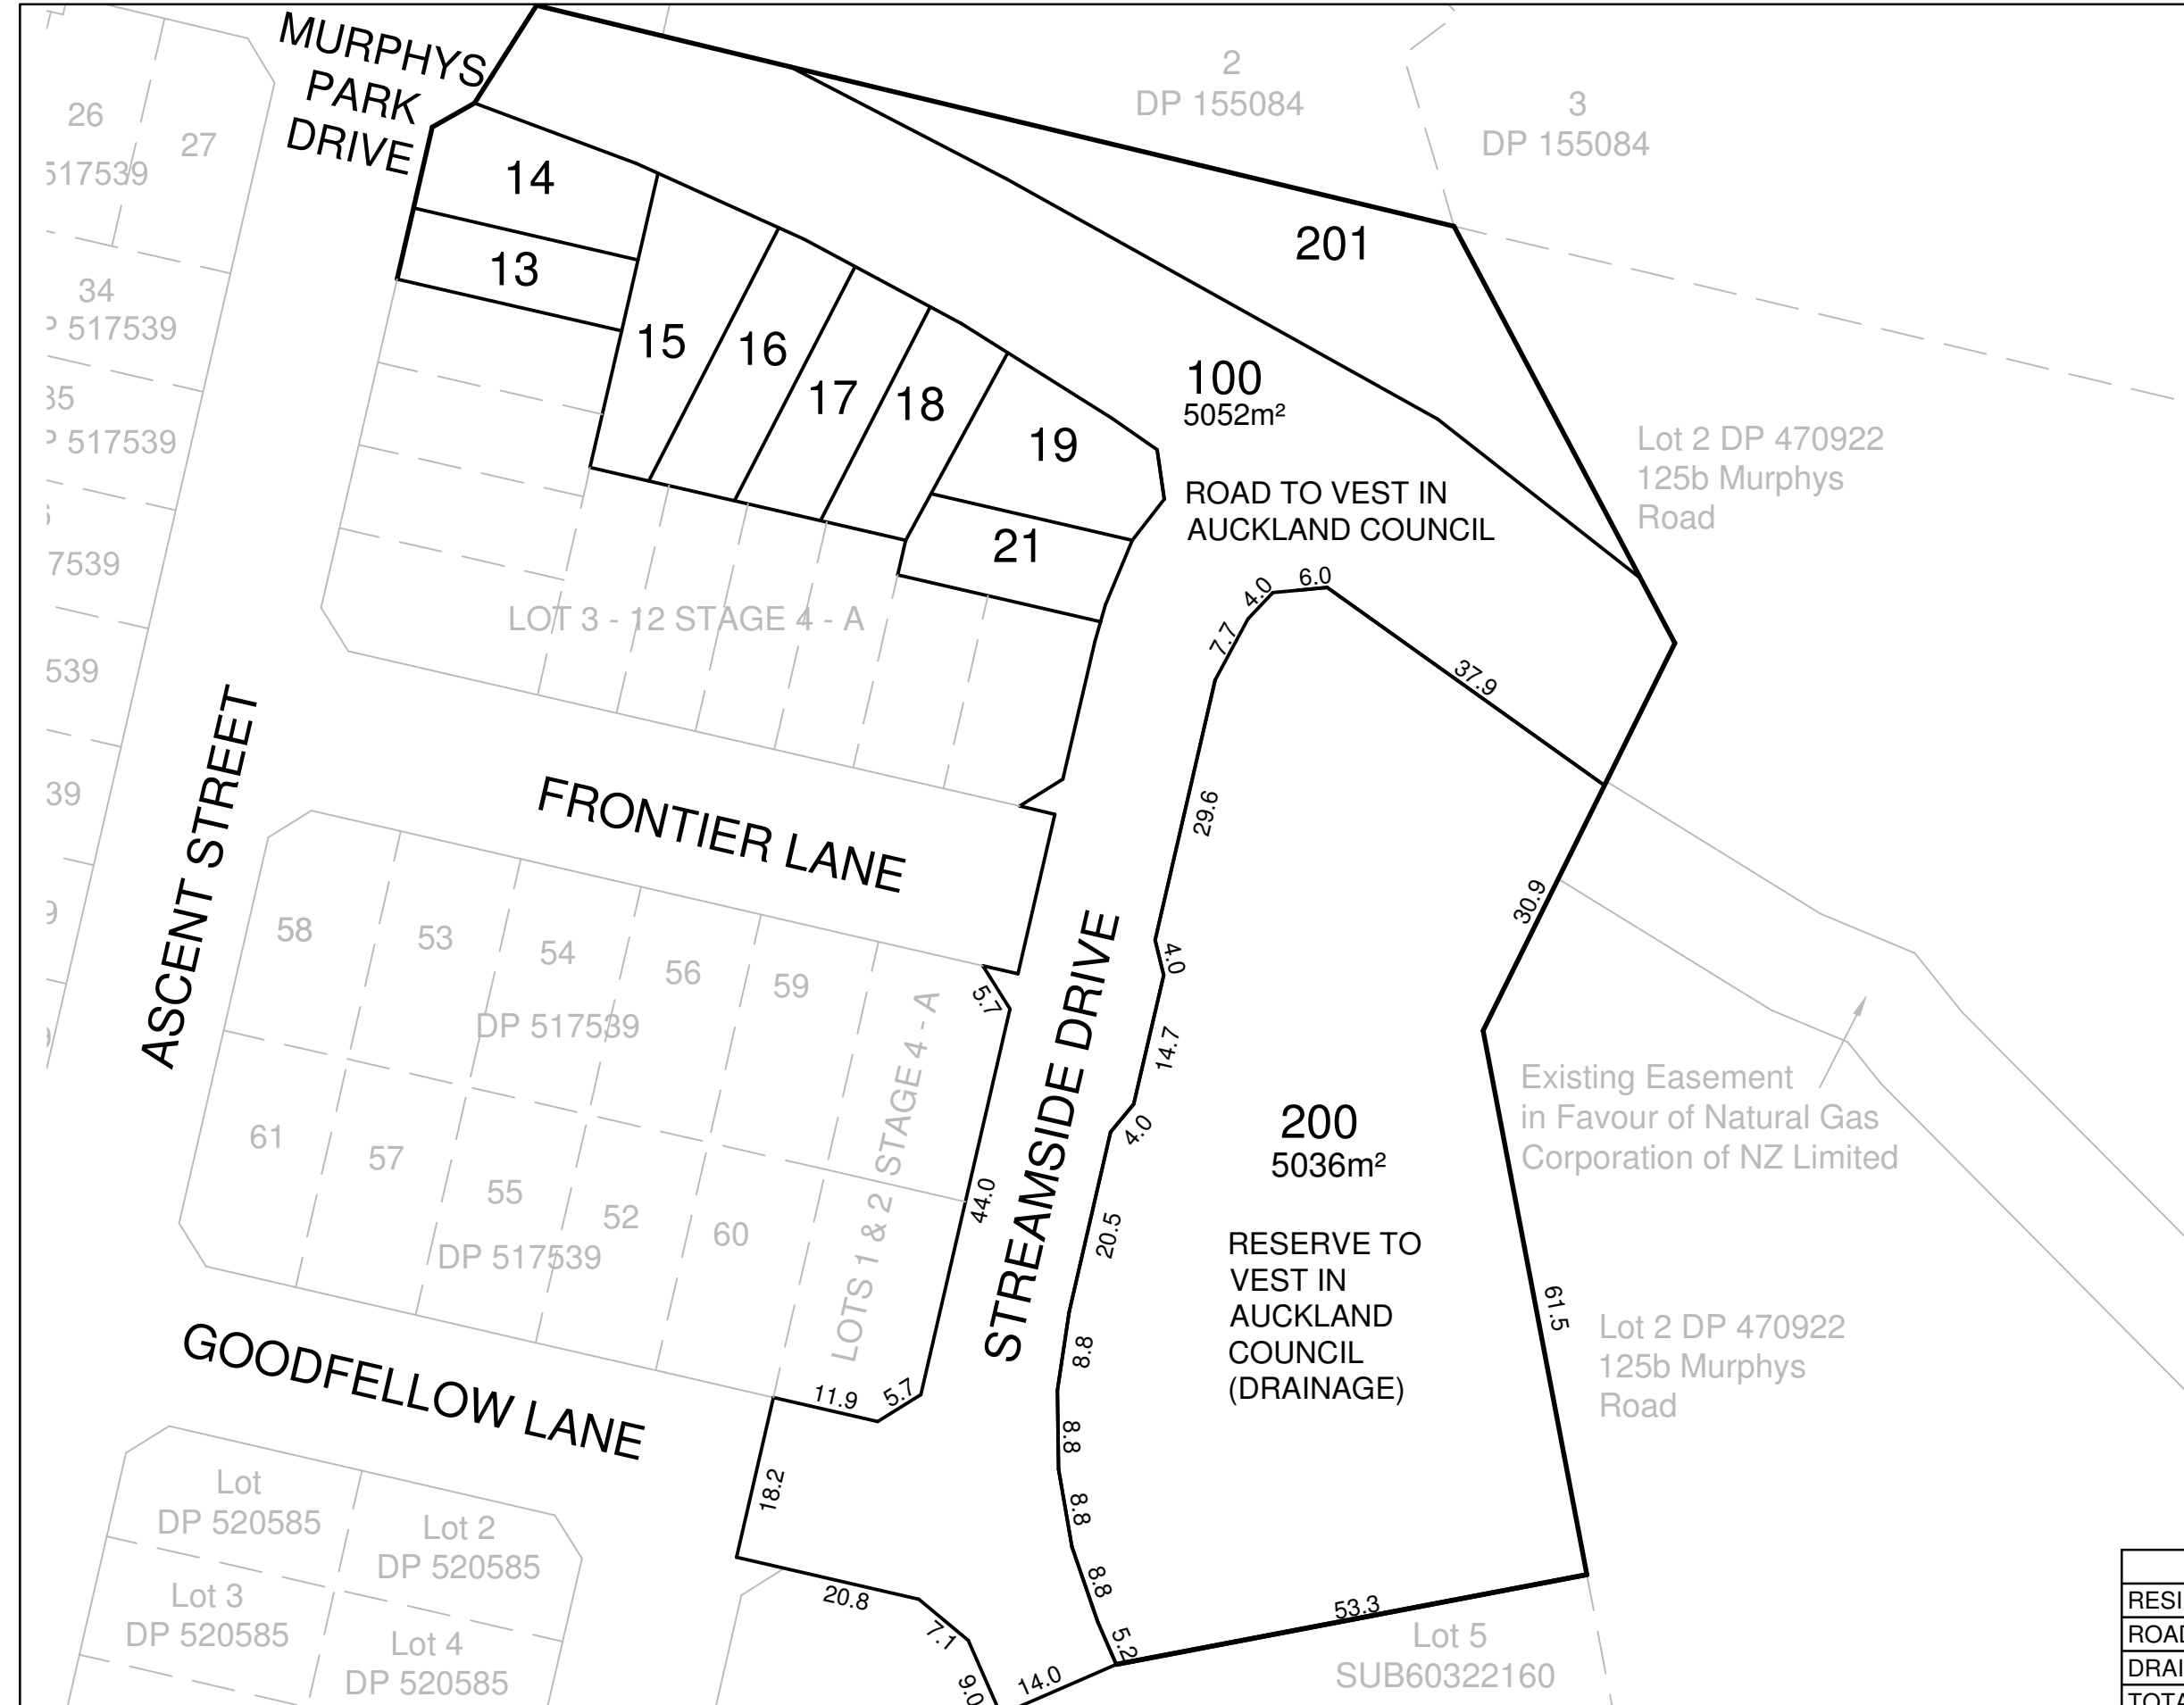 MURPHYS
PARK
DRIVE
26
517539
27
2
DP 155084
3
DP 155084
14
13
201
34
P 517539
15
16
17
18
19
100
5052m²
35
P 517539
Lot 2 DP 470922
125b Murphys
Road
ROAD TO VEST IN
AUCKLAND COUNCIL
21
7539
4.0
6.0
LOT 3 - 12 STAGE 4 - A
7.7
539
37.9
ASCENT STREET
39
FRONTIER LANE
29.6
58
53
54
56
59
DP 517539
5.7
STREAMSIDE DRIVE
4.0
30.9
14.7
Existing Easement
in Favour of Natural Gas
Corporation of NZ Limited
200
5036m²
4.0
61
57
55
52
60
DP 517539
LOTS 1 & 2 STAGE 4 - A
44.0
20.5
RESERVE TO
VEST IN
AUCKLAND
COUNCIL
(DRAINAGE)
61.5
Lot 2 DP 470922
125b Murphys
Road
GOODFELLOW LANE
11.9
5.7
8.8
8.8
18.2
8.8
8.8
Lot
DP 520585
Lot 2
DP 520585
Lot 3
DP 520585
Lot 4
DP 520585
20.8
7.1
9.0
14.0
5.2
53.3
Lot 5
SUB60322160
RESI
ROAD
DRAI
TOTA